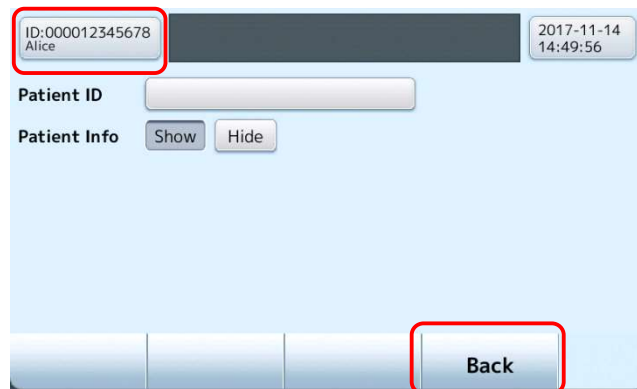 ID:000012345678
Alice
2017-11-14
14:49:56
Patient ID
Patient Info
Show
Hide
Back